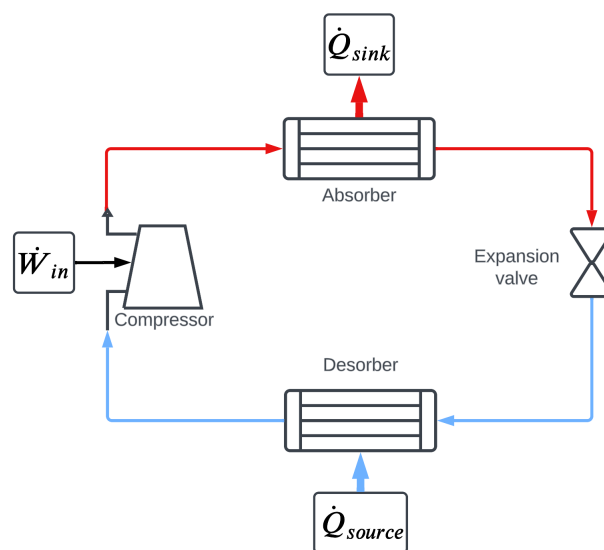 Q̇sink
Absorber
Ẇin
Expansion
valve
Compressor
Desorber
Q̇source